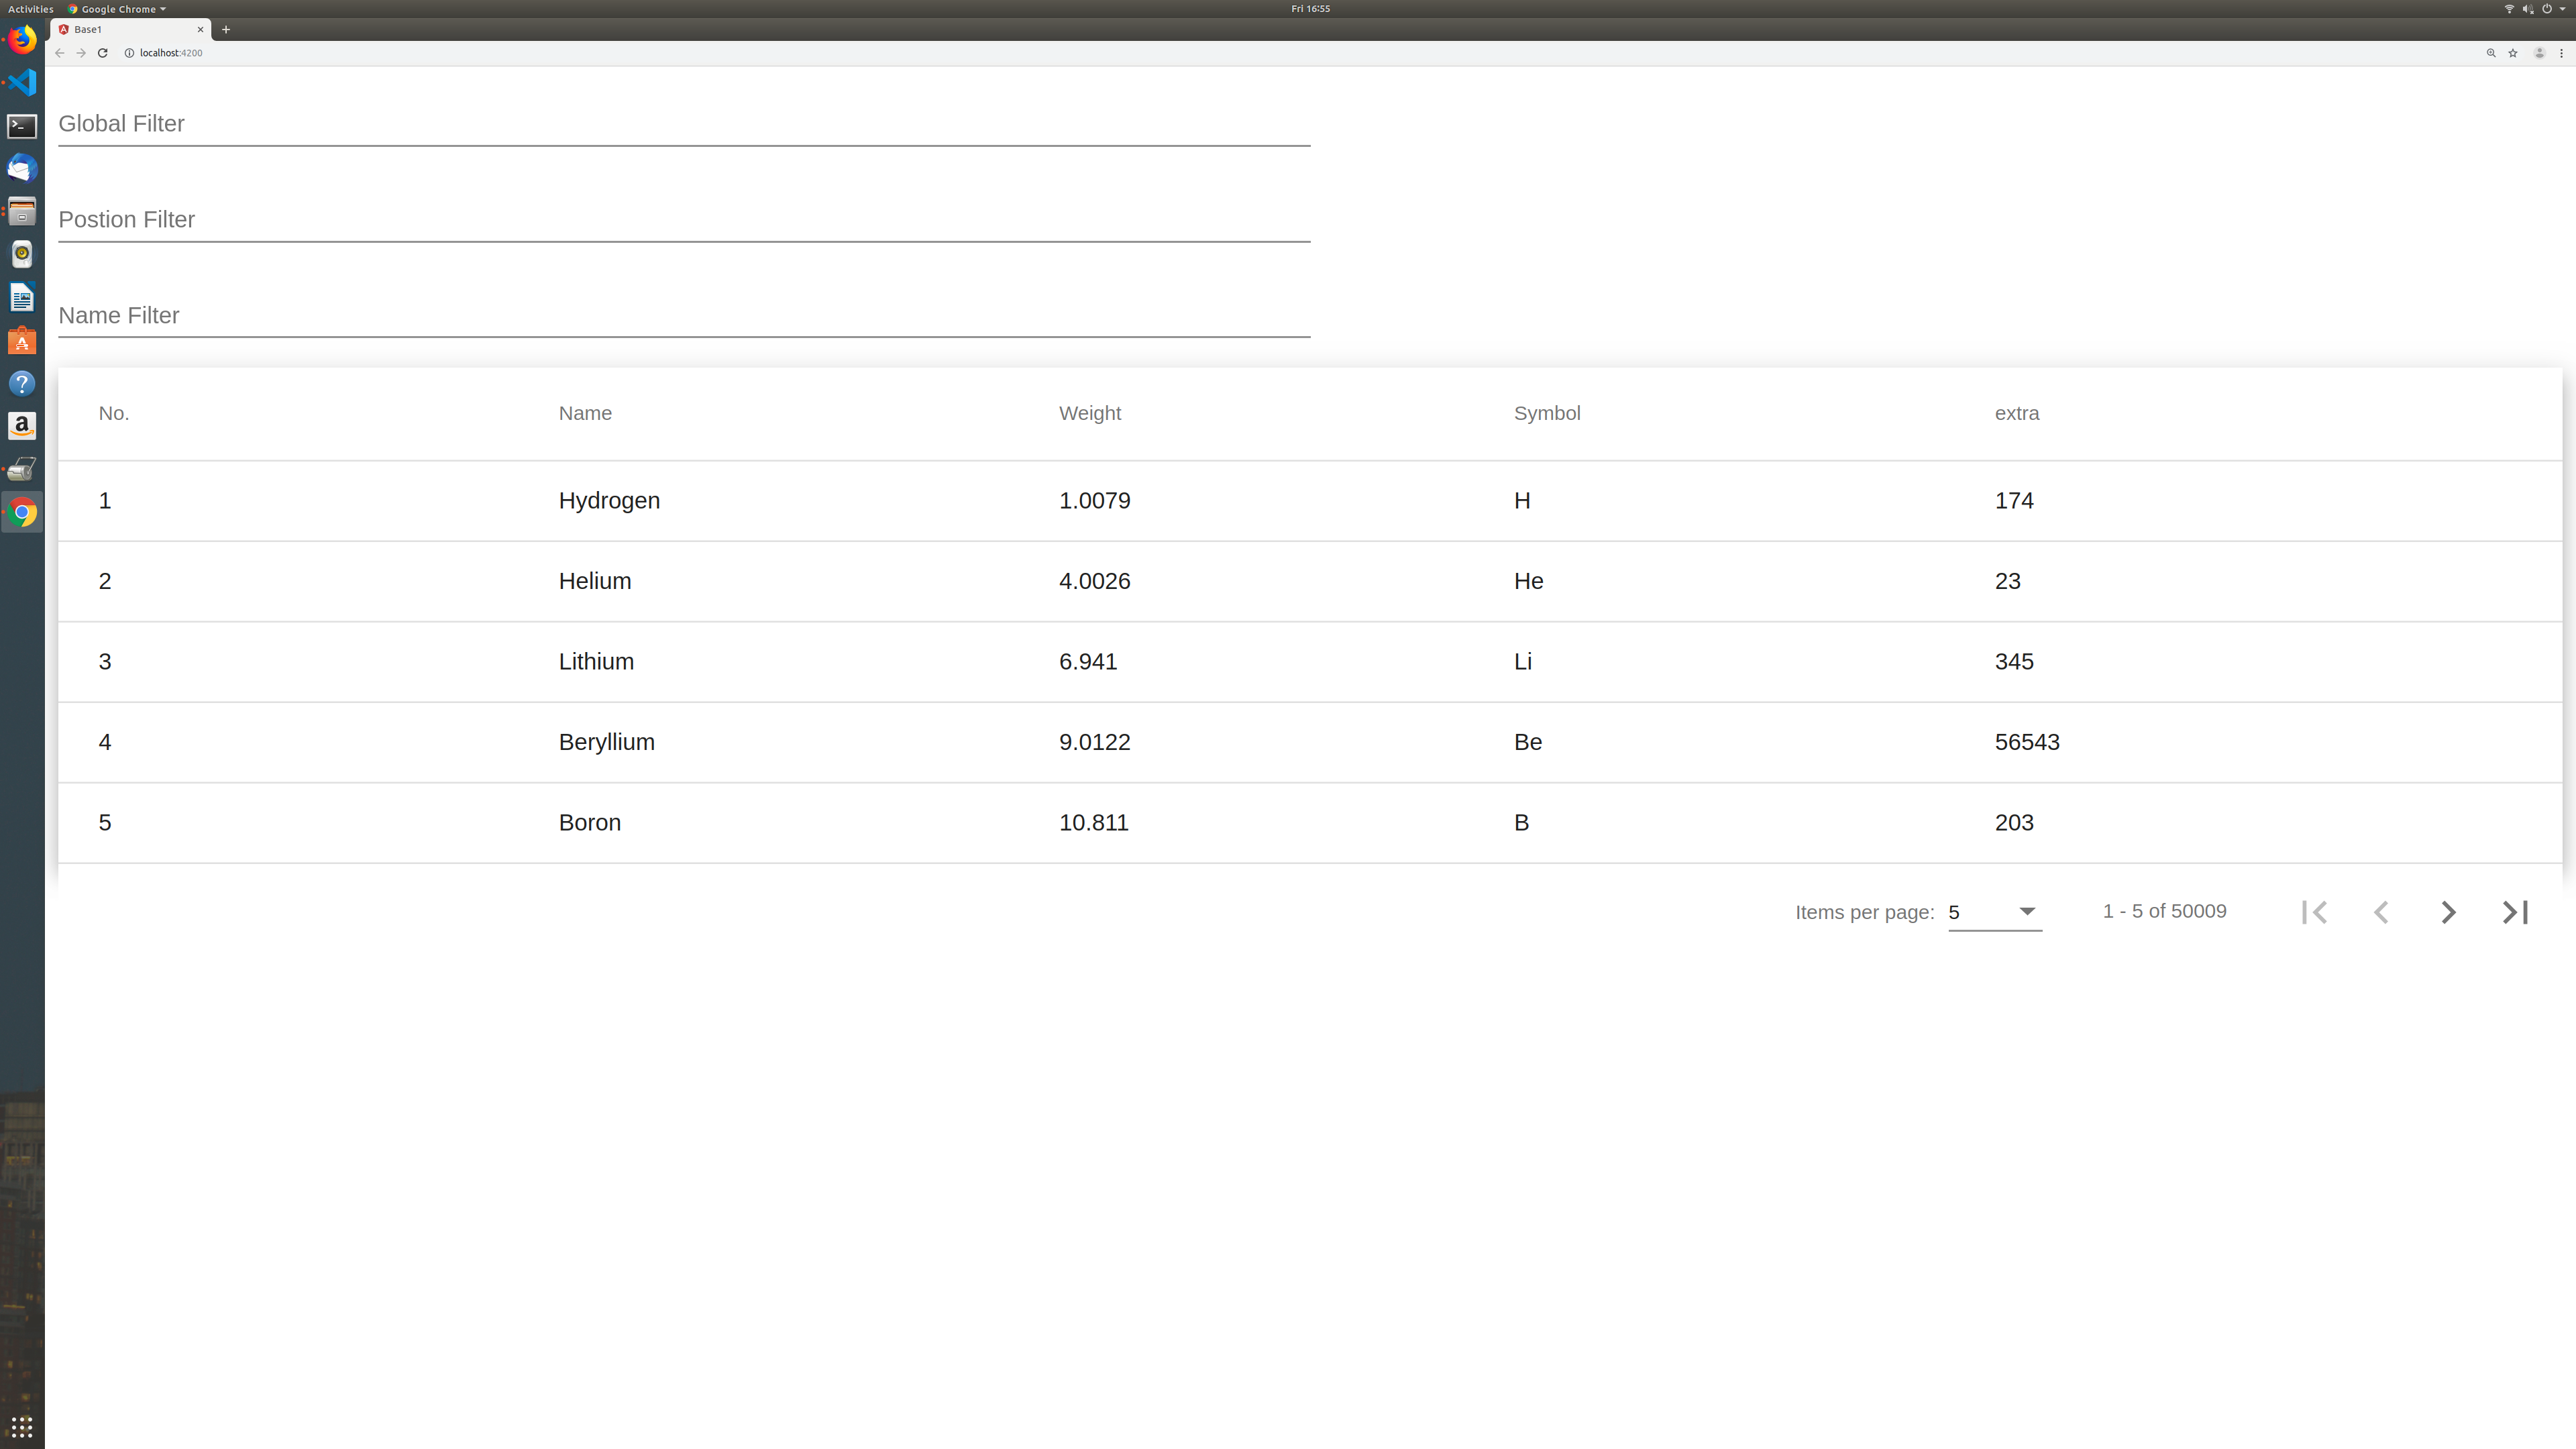 Activities Google Chrome Fri 16:55
Base1
localhost:4200
Global Filter
Postion Filter
Name Filter
No. Name Weight Symbol extra
1 Hydrogen 1.0079 H 174
2 Helium 4.0026 He 23
3 Lithium 6.941 Li 345
4 Beryllium 9.0122 Be 56543
5 Boron 10.811 B 203
Items per page: 5 1 - 5 of 50009